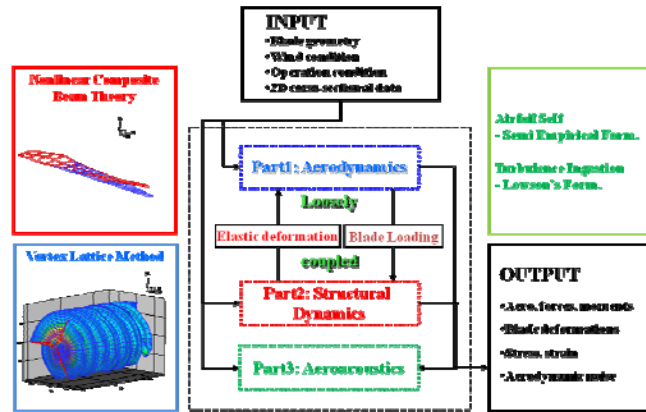 INPUT
•Blade geometry
•Wind condition
•Operation condition
•2D cross-sectional data
Nonlinear Composite
Beam Theory
Airfoil Self
- Semi Empirical Form.
Turbulence Ingestion
- Lowson's Form.
Part1: Aerodynamics
Loosely
Elastic deformation
Blade Loading
coupled
Part2: Structural
Dynamics
Part3: Aeroacoustics
Vortex Lattice Method
OUTPUT
•Aero. forces, moments
•Blade deformations
•Stress, strain
•Aerodynamic noise